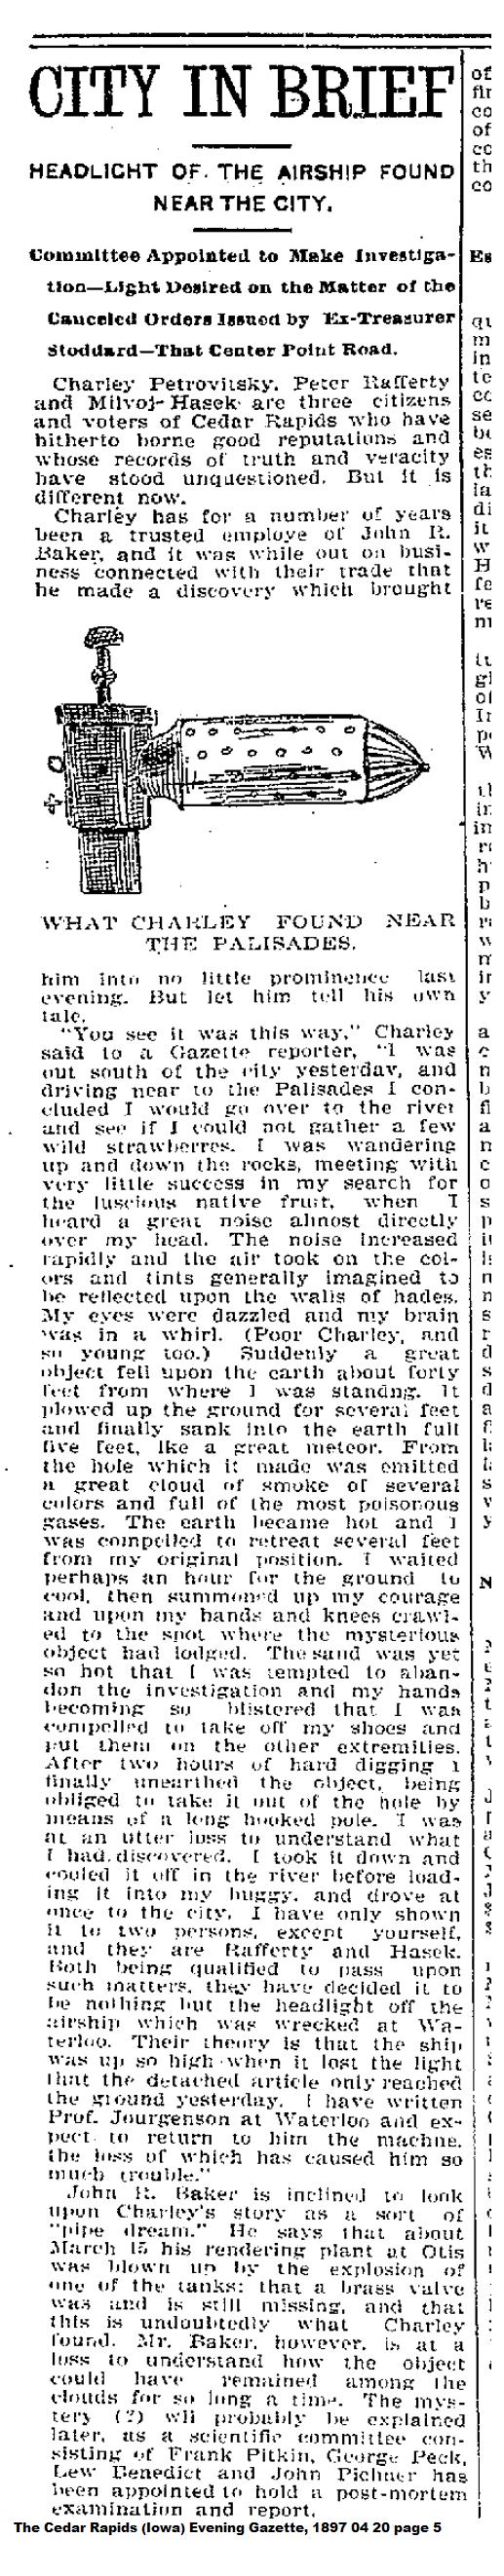 CITY IN BRIEF
HEADLIGHT OF THE AIRSHIP FOUND
NEAR THE CITY.
Committee Appointed to Make Investiga-
tion—Light Desired on the Matter of the
Canceled Orders Issued by Ex-Treasurer
Stoddard—That Center Point Road.
Charley Petrovitsky, Peter Rafferty
and Milvoj Hasek are three citizens
and voters of Cedar Rapids who have
hitherto borne good reputations and
whose records of truth and veracity
have stood unquestioned. But it is
different now.
Charley has for a number of years
been a trusted employe of John R.
Baker, and it was while out on busi-
ness connected with their trade that
he made a discovery which brought
WHAT CHARLEY FOUND NEAR
THE PALISADES.
him into no little prominence last
evening. But let him tell his own
tale.
"You see it was this way," Charley
said to a Gazette reporter, "I was
out south of the city yesterday, and
driving near to the Palisades I con-
cluded I would go over to the river
and see if I could not gather a few
wild strawberres. I was wandering
up and down the rocks, meeting with
very little success in my search for
the luscious native fruit, when I
heard a great noise almost directly
over my head. The noise increased
rapidly and the air took on the col-
ors and tints generally imagined to
be reflected upon the walls of hades.
My eyes were dazzled and my brain
was in a whirl. (Poor Charley, and
so young too.) Suddenly a great
object fell upon the earth about forty
feet from where I was standng. It
plowed up the ground for several feet
and finally sank into the earth full
five feet, lke a great meteor. From
the hole which it made was emitted
a great cloud of smoke of several
colors and full of the most poisonous
gases. The earth became hot and I
was compelled to retreat several feet
from my original position. I waited
perhaps an hour for the ground to
cool, then summoned up my courage
and upon my hands and knees crawl-
ed to the spot where the mysterious
object had lodged. The sand was yet
so hot that I was tempted to aban-
don the investigation and my hands
becoming so blistered that I was
compelled to take off my shoes and
put them on the other extremities.
After two hours of hard digging I
finally unearthed the object, being
obliged to take it out of the hole by
means of a long hooked pole. I was
at an utter loss to understand what
I had discovered. I took it down and
cooled it off in the river before load-
ing it into my buggy, and drove at
once to the city. I have only shown
it to two persons, except yourself,
and they are Rafferty and Hasek.
Both being qualified to pass upon
such matters, they have decided it to
be nothing but the headlight off the
airship which was wrecked at Wa-
terloo. Their theory is that the ship
was up so high when it lost the light
that the detached article only reached
the ground yesterday. I have written
Prof. Jourgenson at Waterloo and ex-
pect to return to him the machne,
the loss of which has caused him so
much trouble."
John R. Baker is inclined to look
upon Charley's story as a sort of
"pipe dream." He says that about
March 15 his rendering plant at Otis
was blown up by the explosion of
one of the tanks; that a brass valve
was and is still missing, and that
this is undoubtedly what Charley
found. Mr. Baker, however, is at a
loss to understand how the object
could have remained among the
clouds for so long a time. The mys-
tery (?) wll probably be explained
later, as a scientific committee con-
sisting of Frank Pitkin, George Peck,
Lew Benedict and John Pichner has
been appointed to hold a post-mortem
examination and report.
The Cedar Rapids (Iowa) Evening Gazette, 1897 04 20 page 5